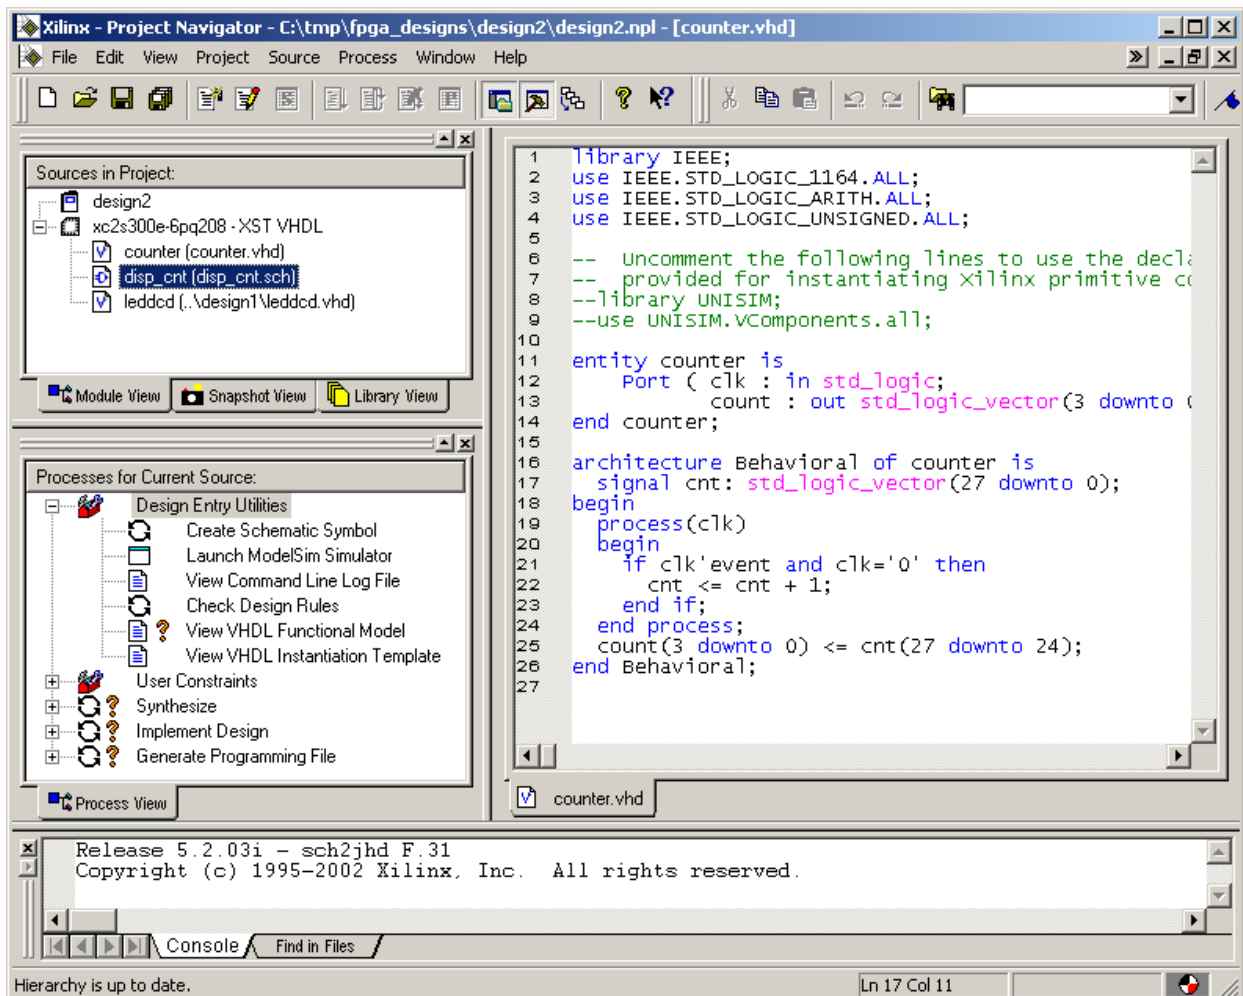 Xilinx - Project Navigator - C:\tmp\fpga_designs\design2\design2.npl - [counter.vhd]
File Edit View Project Source Process Window Help
Sources in Project:
design2
xc2s300e-6pq208 - XST VHDL
counter (counter.vhd)
disp_cnt (disp_cnt.sch)
leddcd (..\design1\leddcd.vhd)
Module View Snapshot View Library View
Processes for Current Source:
Design Entry Utilities
Create Schematic Symbol
Launch ModelSim Simulator
View Command Line Log File
Check Design Rules
View VHDL Functional Model
View VHDL Instantiation Template
User Constraints
Synthesize
Implement Design
Generate Programming File
Process View
1 library IEEE;
2 use IEEE.STD_LOGIC_1164.ALL;
3 use IEEE.STD_LOGIC_ARITH.ALL;
4 use IEEE.STD_LOGIC_UNSIGNED.ALL;
5
6 -- Uncomment the following lines to use the decla
7 -- provided for instantiating Xilinx primitive co
8 --library UNISIM;
9 --use UNISIM.VComponents.all;
10
11 entity counter is
12 Port ( clk : in std_logic;
13 count : out std_logic_vector(3 downto 0
14 end counter;
15
16 architecture Behavioral of counter is
17 signal cnt: std_logic_vector(27 downto 0);
18 begin
19 process(clk)
20 begin
21 if clk'event and clk='0' then
22 cnt <= cnt + 1;
23 end if;
24 end process;
25 count(3 downto 0) <= cnt(27 downto 24);
26 end Behavioral;
27
counter.vhd
Release 5.2.03i - sch2jhd F.31
Copyright (c) 1995-2002 Xilinx, Inc. All rights reserved.
Console Find in Files
Hierarchy is up to date.
Ln 17 Col 11